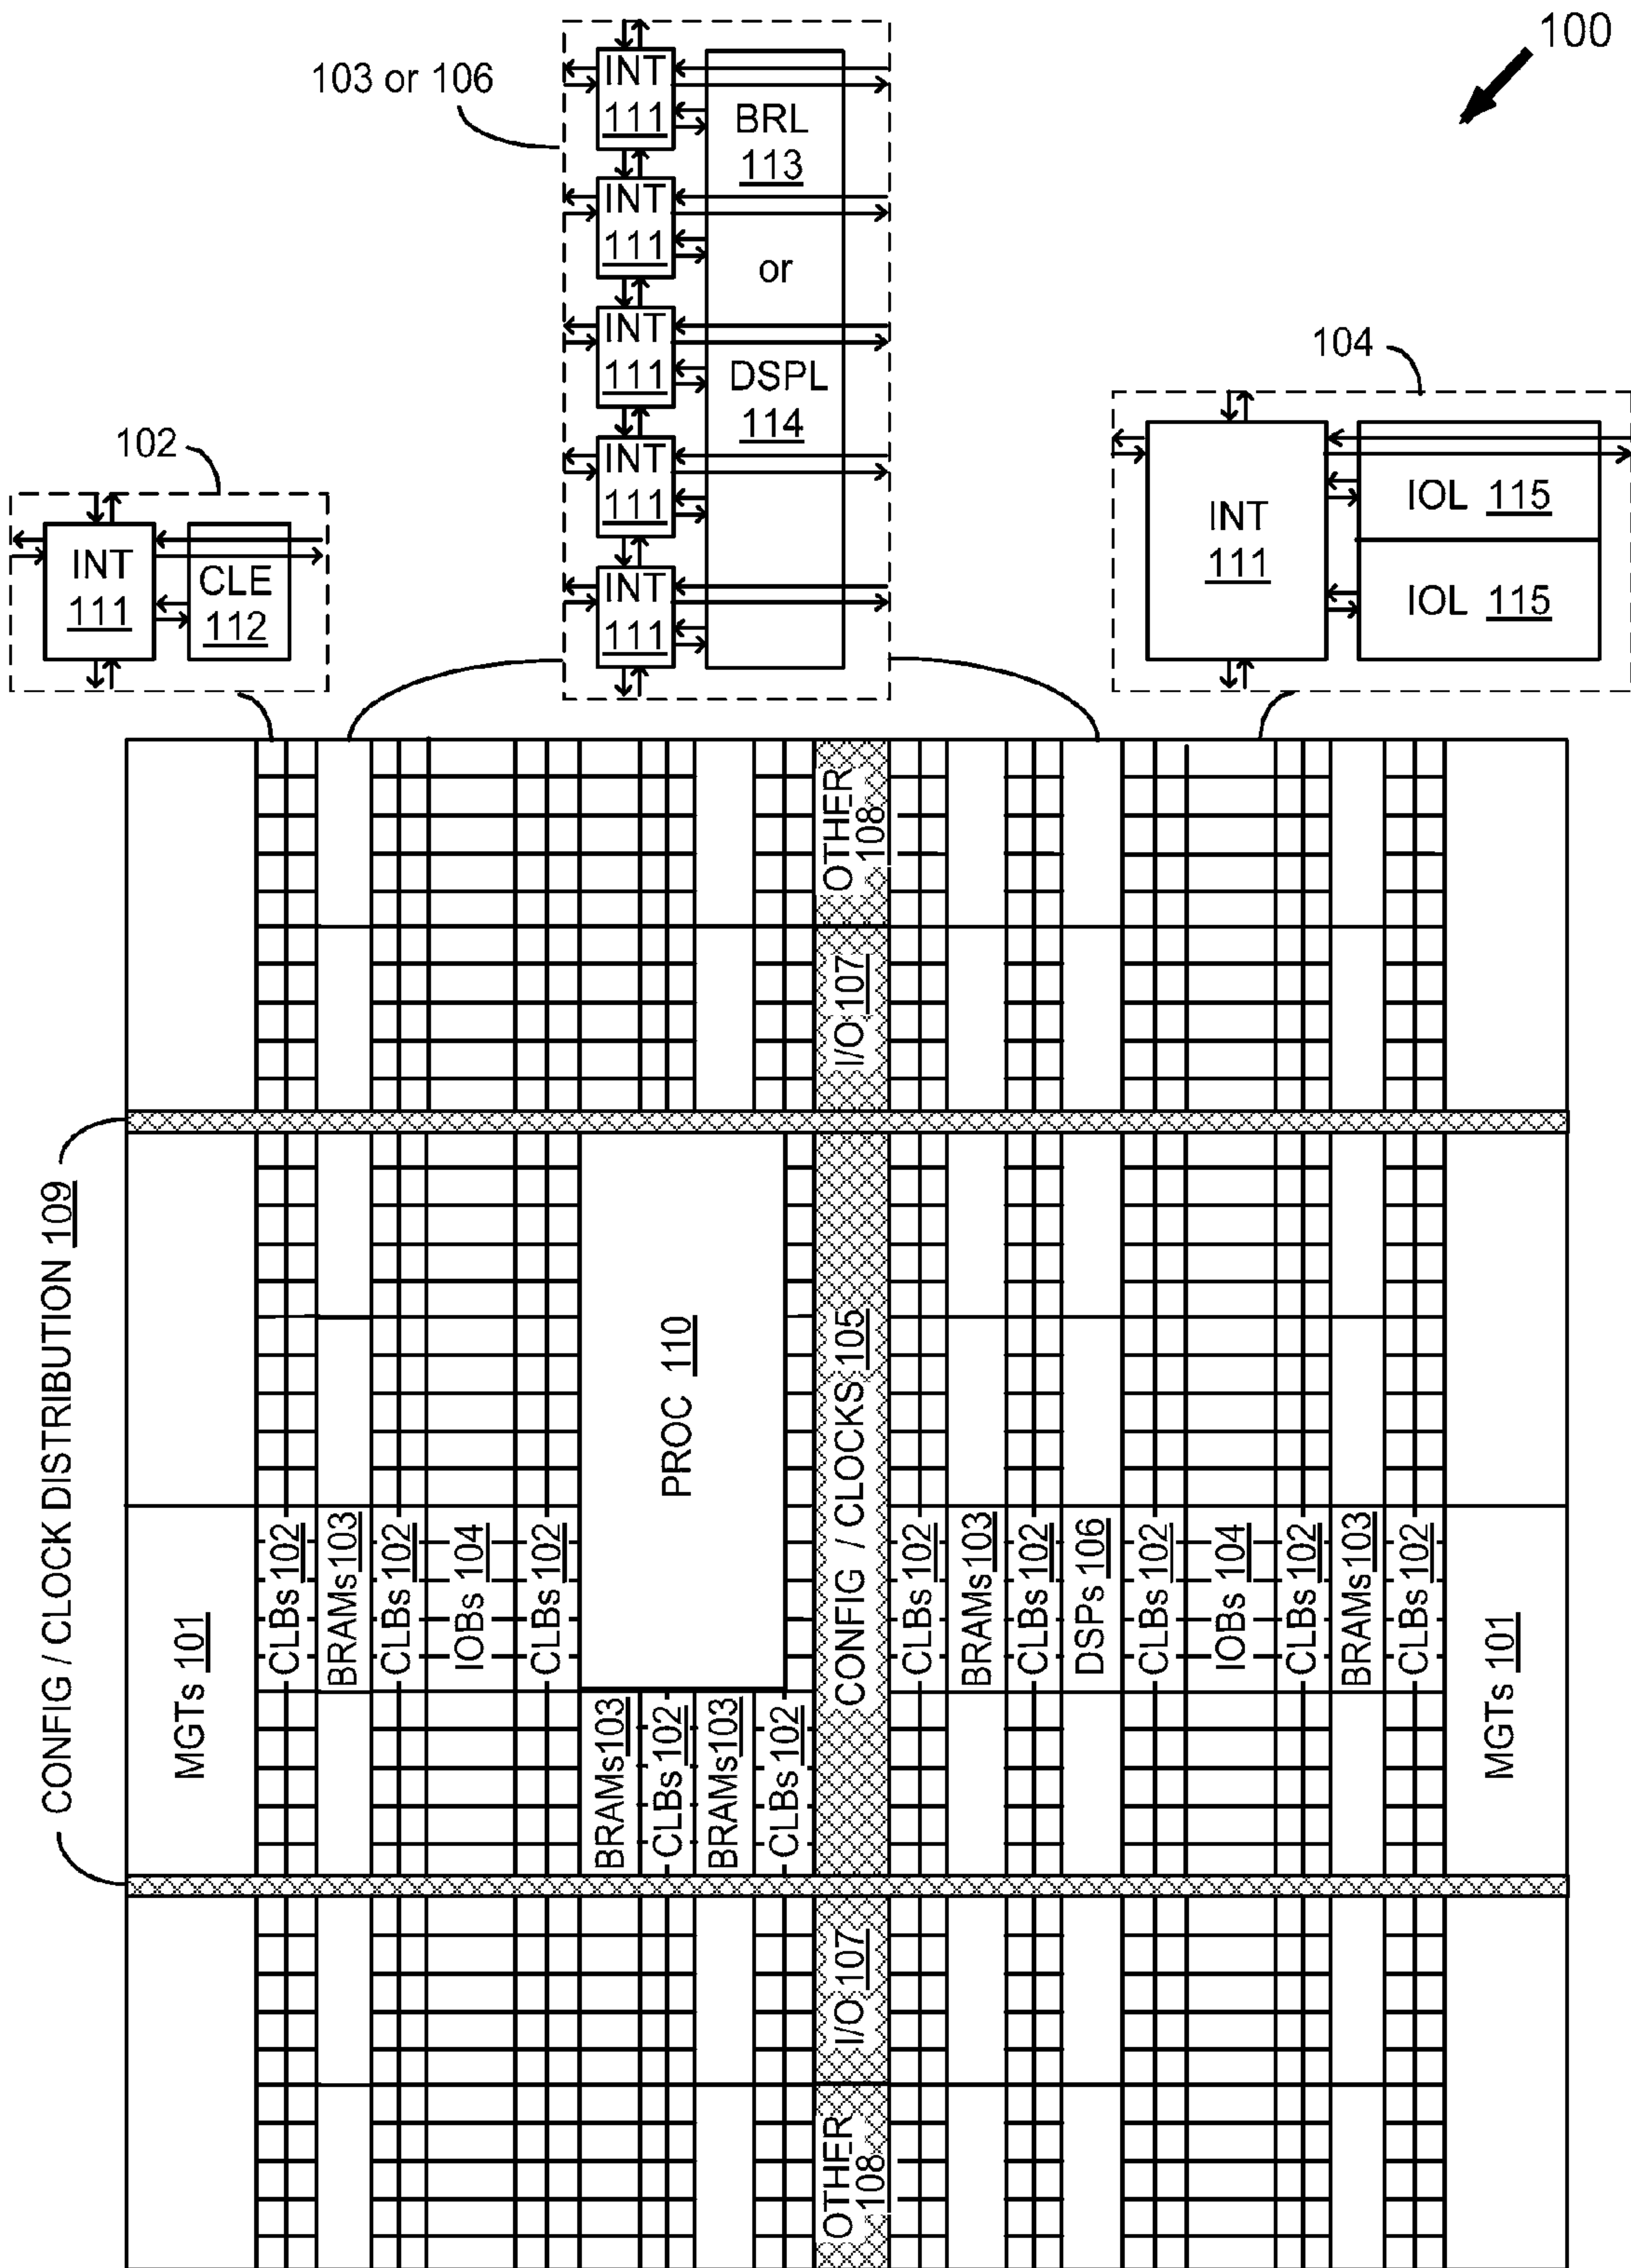 100
103 or 106
INT
111
INT
111
INT
111
INT
111
INT
111
BRL
113
or
DSPL
114
104
INT
111
IOL 115
IOL 115
102
INT
111
CLE
112
OTHER
108
I/O 107
CONFIG / CLOCK DISTRIBUTION 109
PROC 110
CONFIG / CLOCKS 105
MGTs 101
CLBs 102
BRAMs 103
CLBs 102
IOBs 104
CLBs 102
BRAMs 103
CLBs 102
BRAMs 103
CLBs 102
CLBs 102
BRAMs 103
CLBs 102
DSPs 106
CLBs 102
IOBs 104
CLBs 102
BRAMs 103
CLBs 102
MGTs 101
I/O 107
OTHER
108